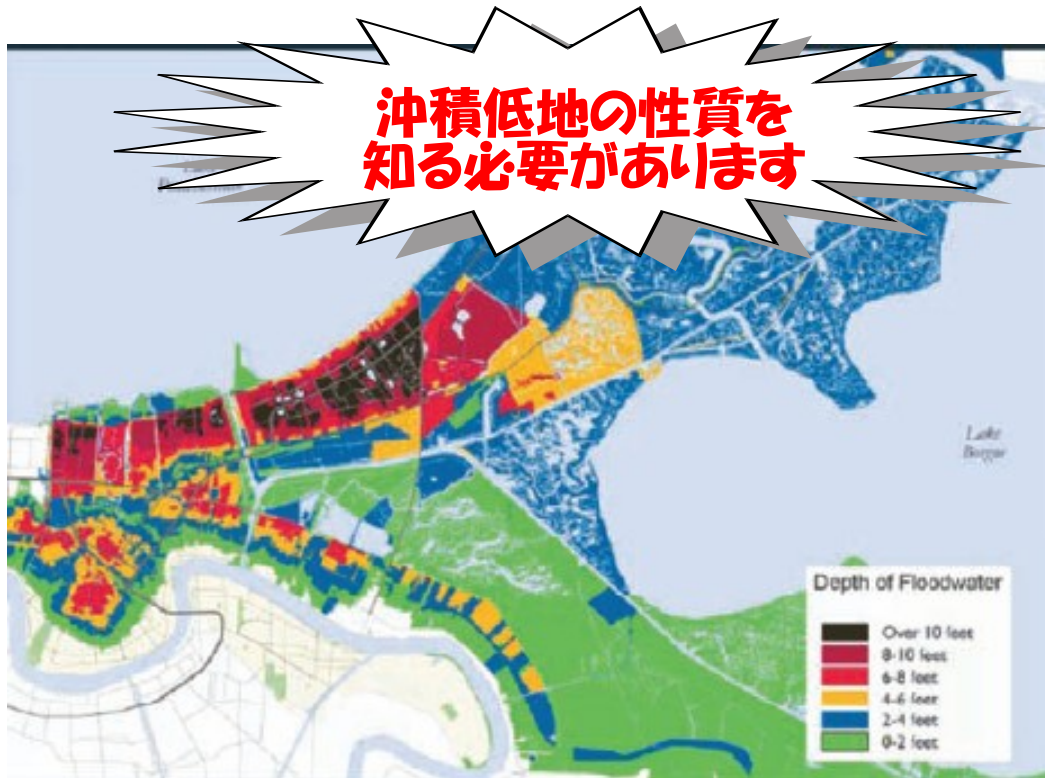 沖積低地の性質を
知る必要があります
Lake
Borgne
Depth of Floodwater
Over 10 feet
8-10 feet
6-8 feet
4-6 feet
2-4 feet
0-2 feet